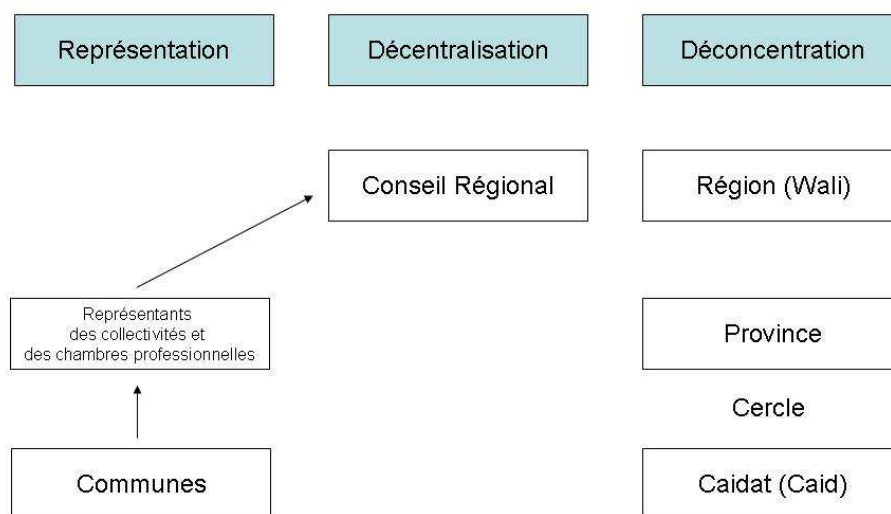 Représentation
Décentralisation
Déconcentration
Conseil Régional
Région (Wali)
Représentants
des collectivités et
des chambres professionnelles
Province
Cercle
Communes
Caidat (Caid)